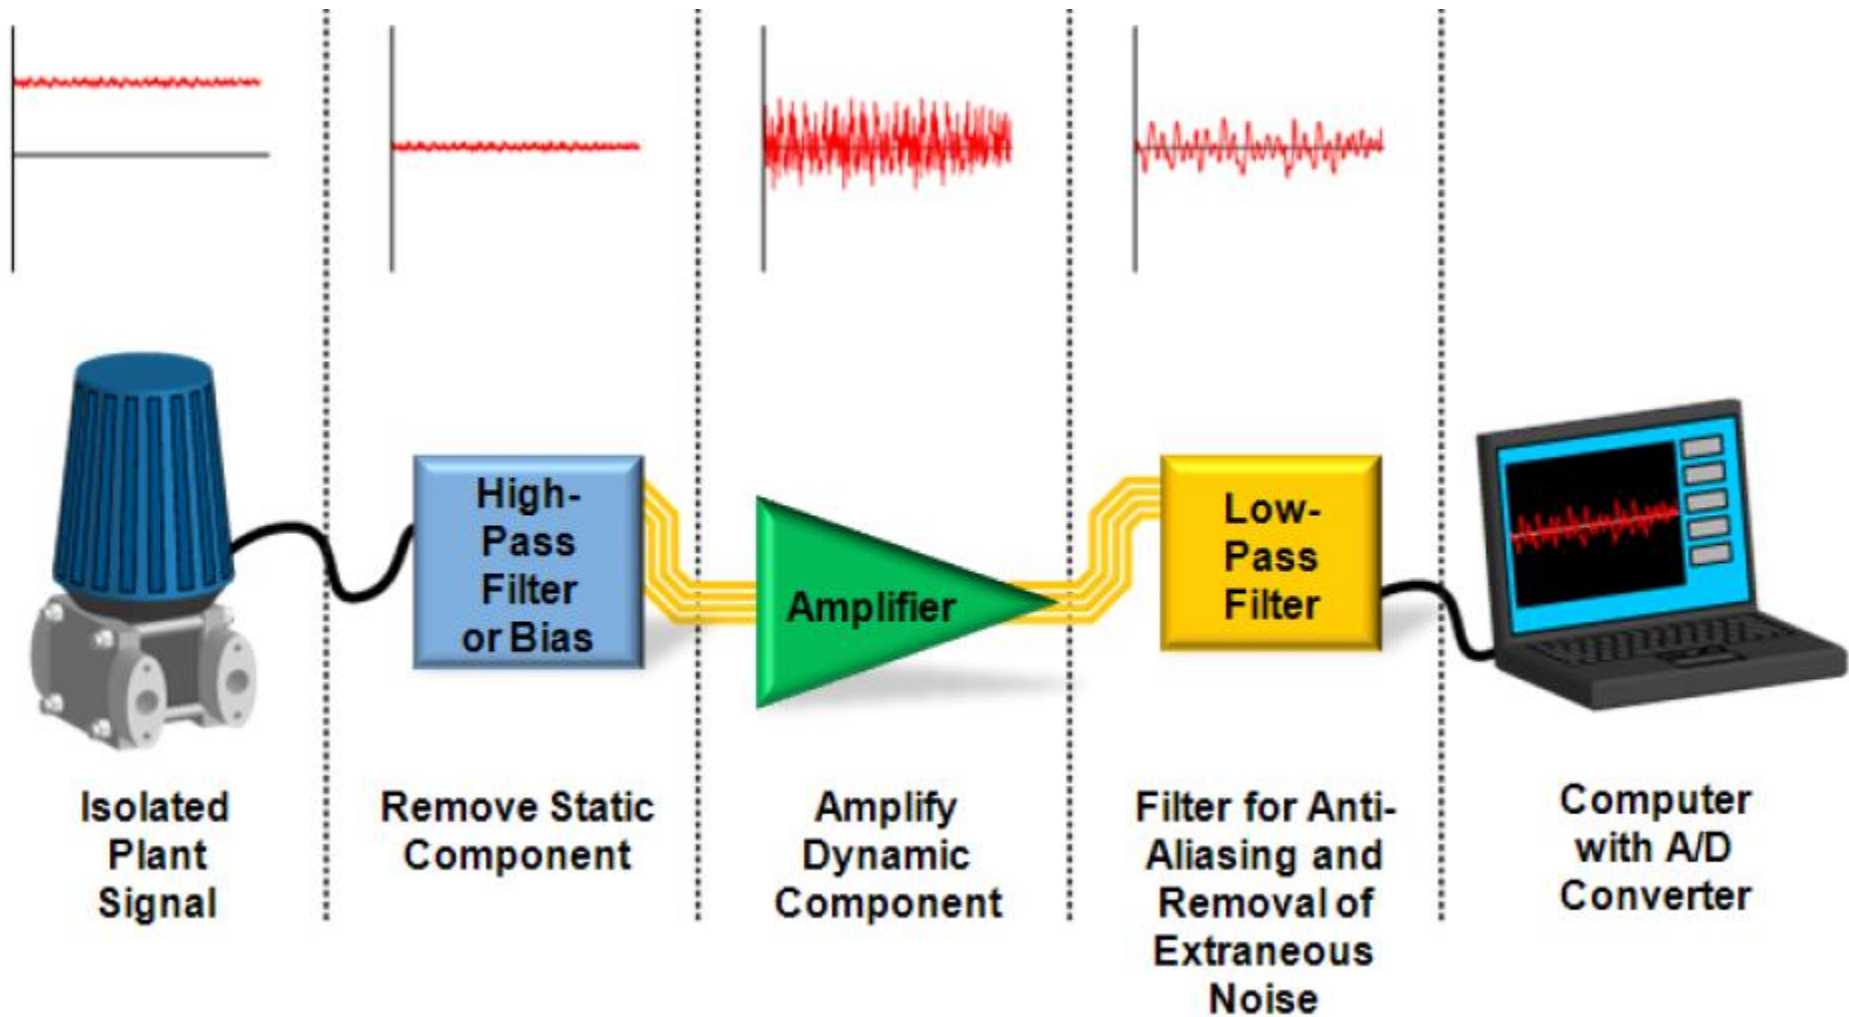 High-
Pass
Filter
or Bias
Amplifier
Low-
Pass
Filter
Isolated
Plant
Signal
Remove Static
Component
Amplify
Dynamic
Component
Filter for Anti-
Aliasing and
Removal of
Extraneous
Noise
Computer
with A/D
Converter